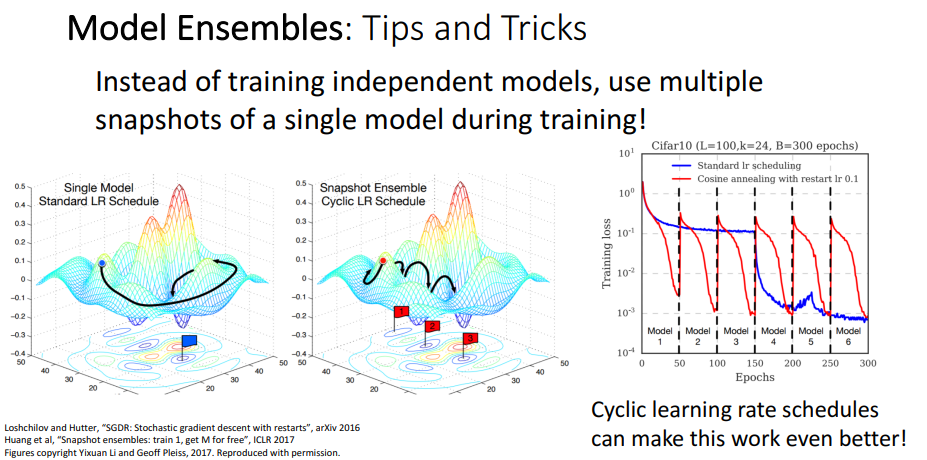 Model Ensembles: Tips and Tricks
Instead of training independent models, use multiple
snapshots of a single model during training!
Single Model
Standard LR Schedule
0.5
0.4
0.3
0.2
0.1
0
−0.1
−0.2
−0.3
−0.4
50
40
30
20
20
30
40
50
Snapshot Ensemble
Cyclic LR Schedule
0.5
0.4
0.3
0.2
0.1
0
−0.1
−0.2
−0.3
−0.4
50
40
30
20
20
30
40
50
1
2
3
Cifar10 (L=100,k=24, B=300 epochs)
Standard lr scheduling
Cosine annealing with restart lr 0.1
Training loss
10^1
10^0
10^-1
10^-2
10^-3
10^-4
Model Model Model Model Model Model
1 2 3 4 5 6
0 50 100 150 200 250 300
Epochs
Cyclic learning rate schedules
can make this work even better!
Loshchilov and Hutter, “SGDR: Stochastic gradient descent with restarts”, arXiv 2016
Huang et al, “Snapshot ensembles: train 1, get M for free”, ICLR 2017
Figures copyright Yixuan Li and Geoff Pleiss, 2017. Reproduced with permission.